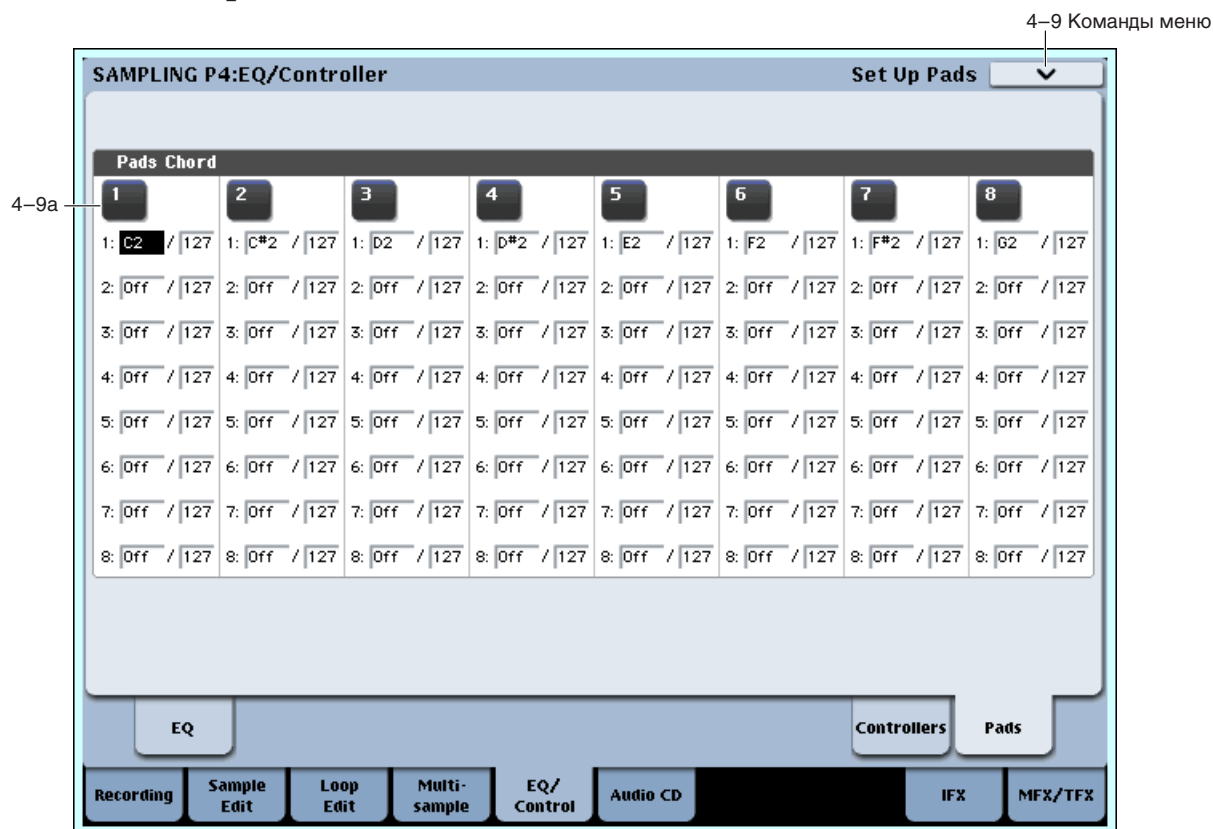 4–9 Команды меню
SAMPLING P4:EQ/Controller Set Up Pads
Pads Chord
4–9a
1 2 3 4 5 6 7 8
1: C2 / 127 1: C#2 / 127 1: D2 / 127 1: D#2 / 127 1: E2 / 127 1: F2 / 127 1: F#2 / 127 1: G2 / 127
2: Off / 127 2: Off / 127 2: Off / 127 2: Off / 127 2: Off / 127 2: Off / 127 2: Off / 127 2: Off / 127
3: Off / 127 3: Off / 127 3: Off / 127 3: Off / 127 3: Off / 127 3: Off / 127 3: Off / 127 3: Off / 127
4: Off / 127 4: Off / 127 4: Off / 127 4: Off / 127 4: Off / 127 4: Off / 127 4: Off / 127 4: Off / 127
5: Off / 127 5: Off / 127 5: Off / 127 5: Off / 127 5: Off / 127 5: Off / 127 5: Off / 127 5: Off / 127
6: Off / 127 6: Off / 127 6: Off / 127 6: Off / 127 6: Off / 127 6: Off / 127 6: Off / 127 6: Off / 127
7: Off / 127 7: Off / 127 7: Off / 127 7: Off / 127 7: Off / 127 7: Off / 127 7: Off / 127 7: Off / 127
8: Off / 127 8: Off / 127 8: Off / 127 8: Off / 127 8: Off / 127 8: Off / 127 8: Off / 127 8: Off / 127
EQ Controllers Pads
Recording
Sample
Edit
Loop
Edit
Multi-
sample
EQ/
Control
Audio CD
IFX
MFX/TFX